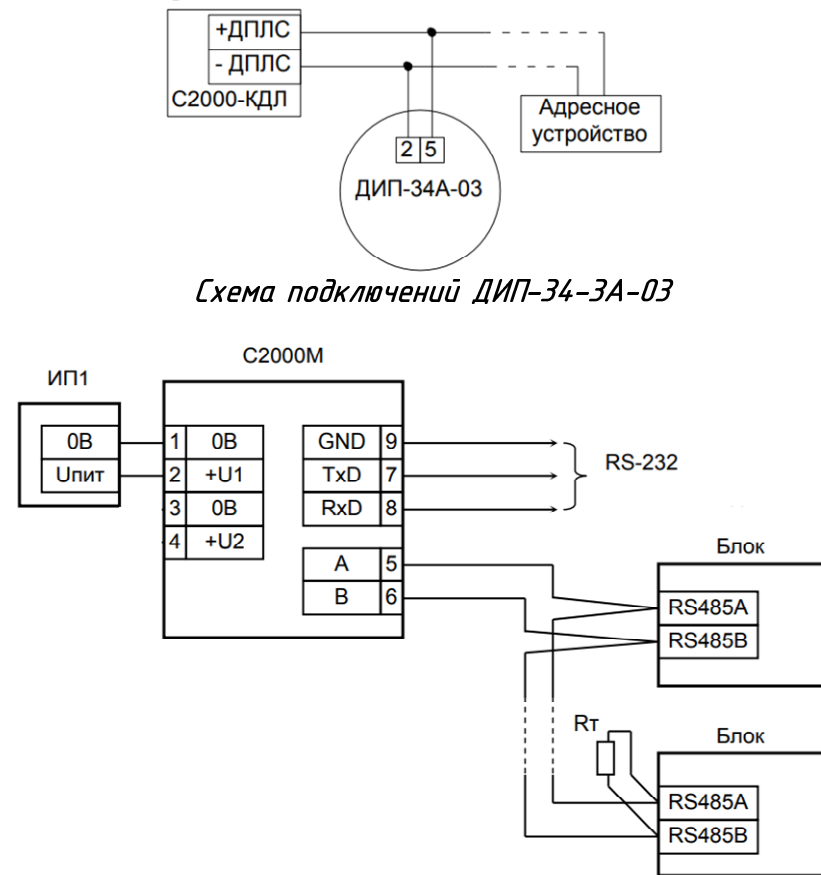 +ДПЛС
- ДПЛС
С2000-КДЛ
Адресное
устройство
2 5
ДИП-34А-03
Схема подключений ДИП-34-3А-03
С2000М
ИП1
0В
Uпит
1 0В
2 +U1
3 0В
4 +U2
GND 9
TxD 7
RxD 8
A 5
B 6
RS-232
Блок
RS485A
RS485B
Rт
Блок
RS485A
RS485B